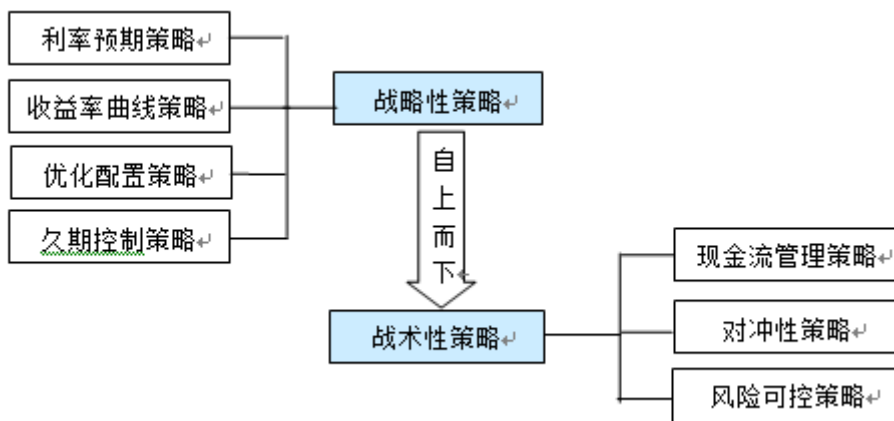 利率预期策略
收益率曲线策略
优化配置策略
久期控制策略
战略性策略
自
上
而
下
战术性策略
现金流管理策略
对冲性策略
风险可控策略